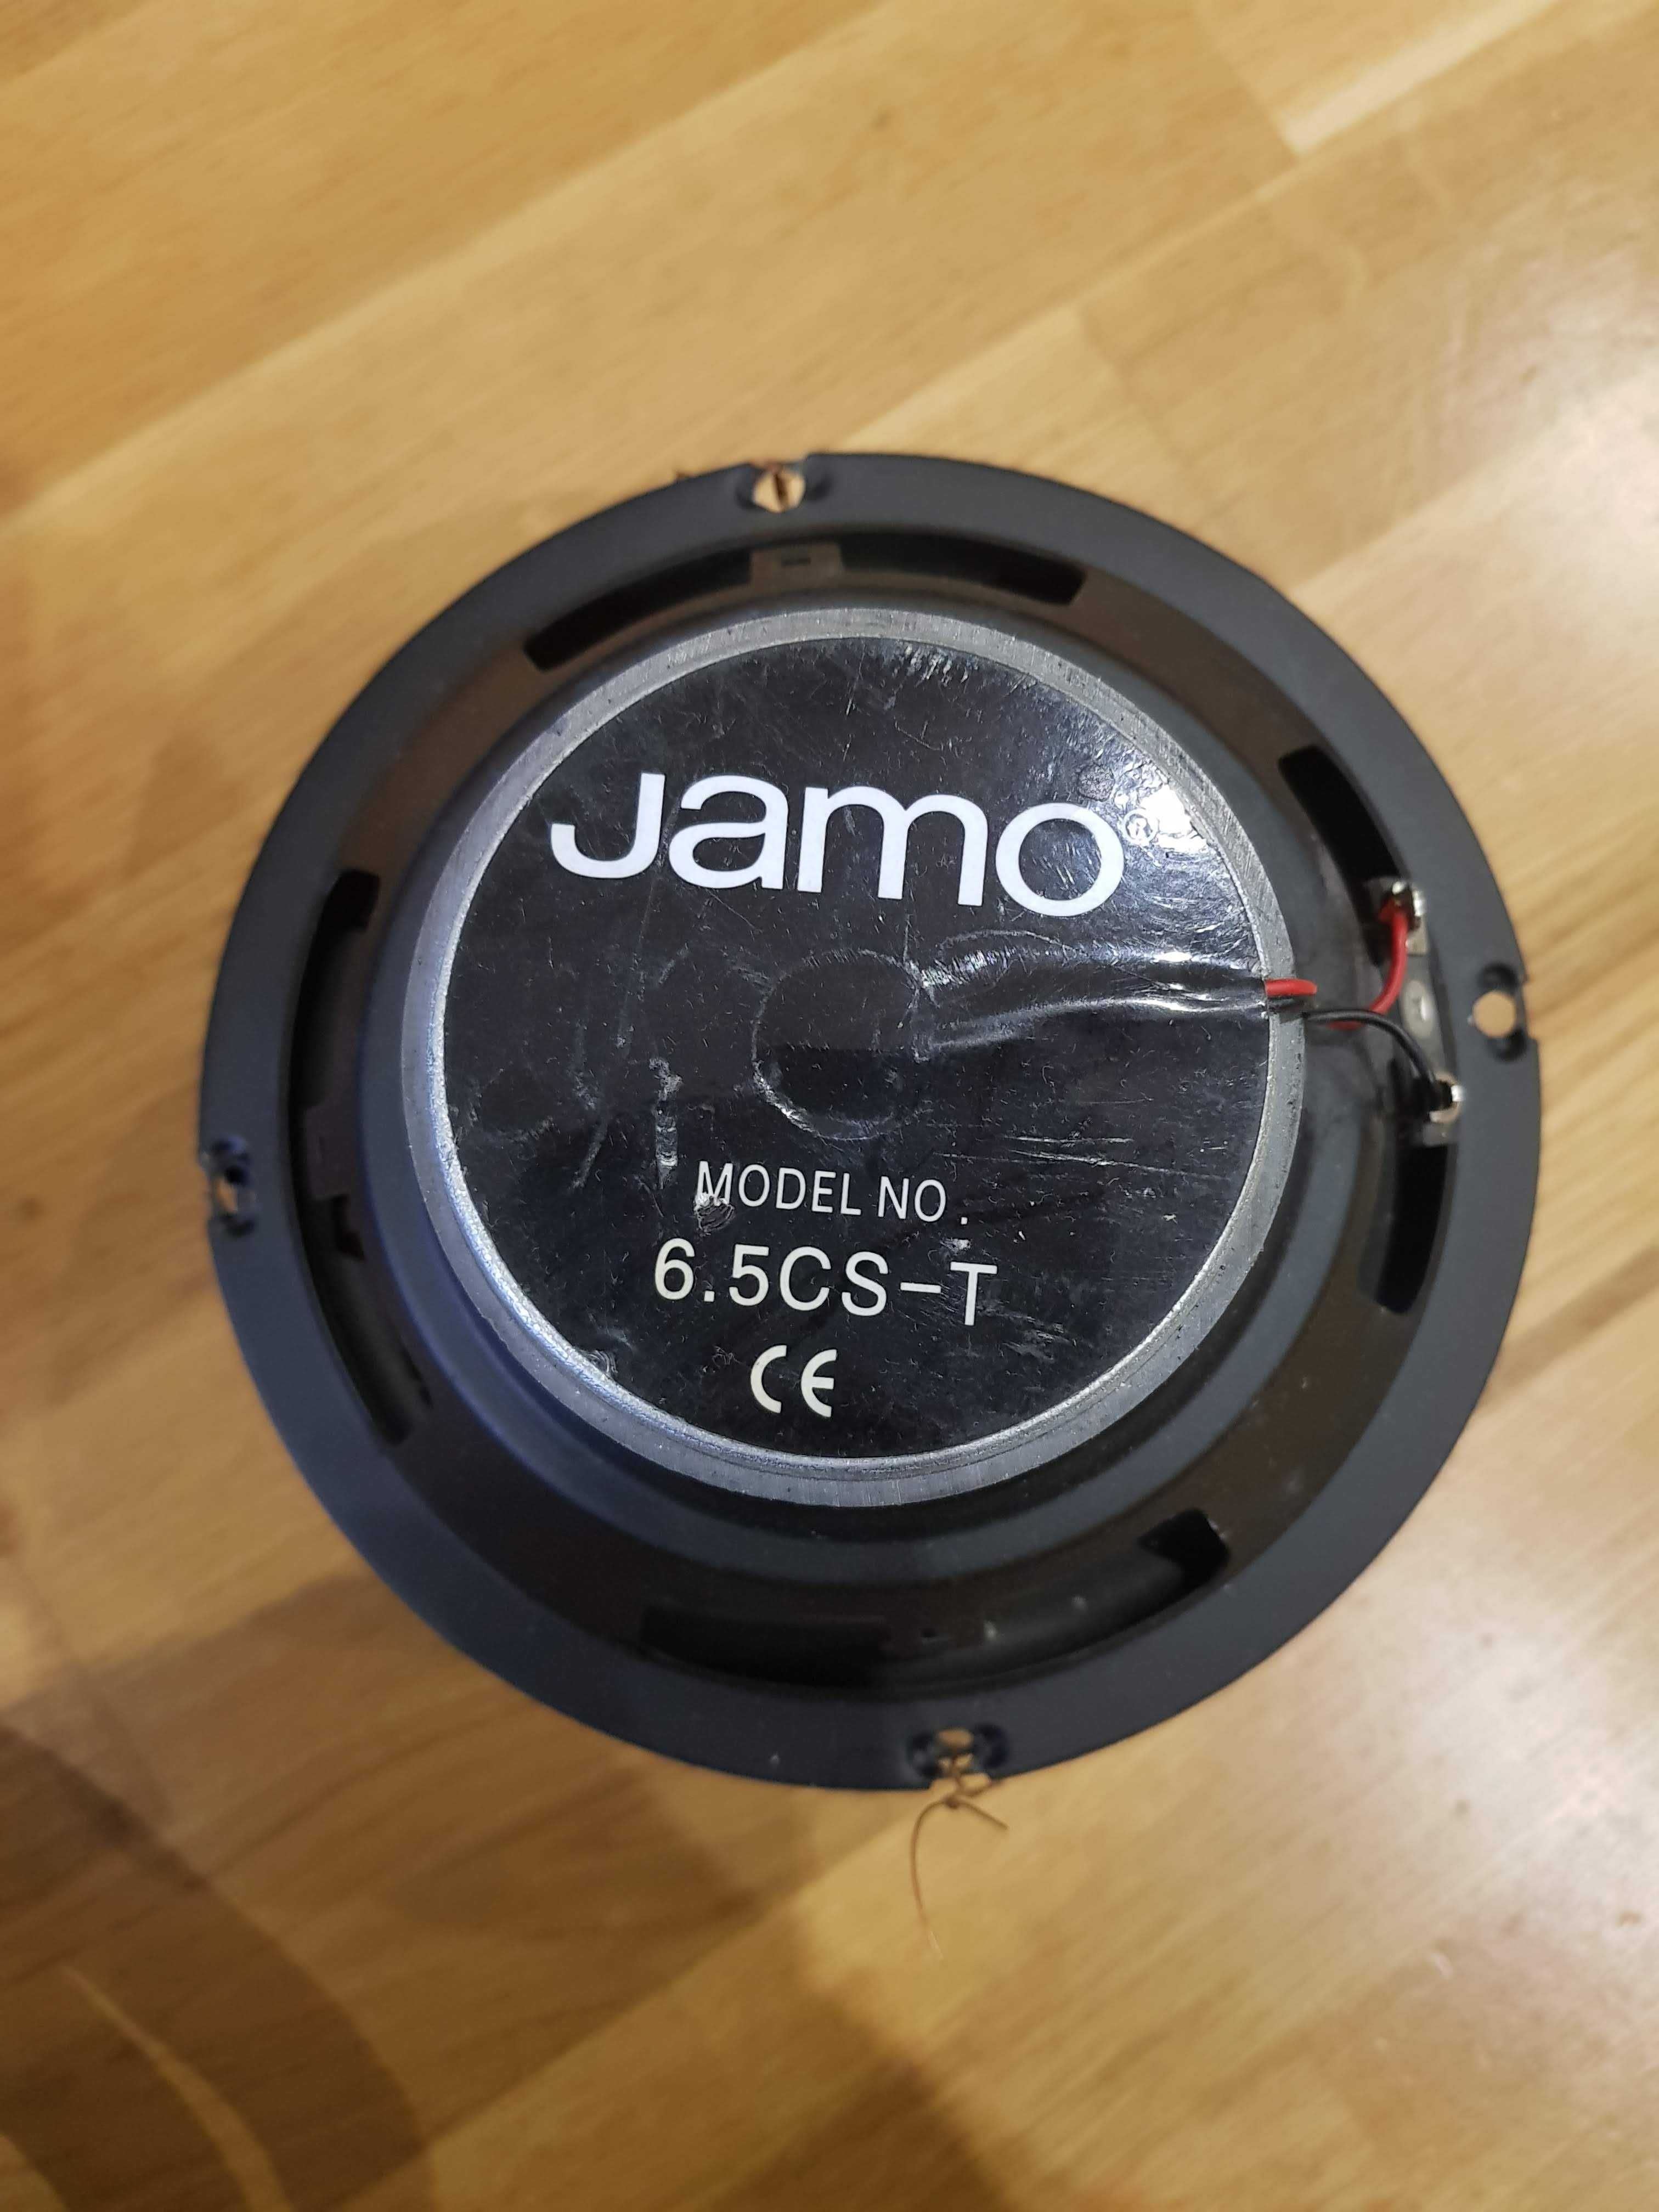 Jamo®
MODEL NO.
6.5CS-T
CE